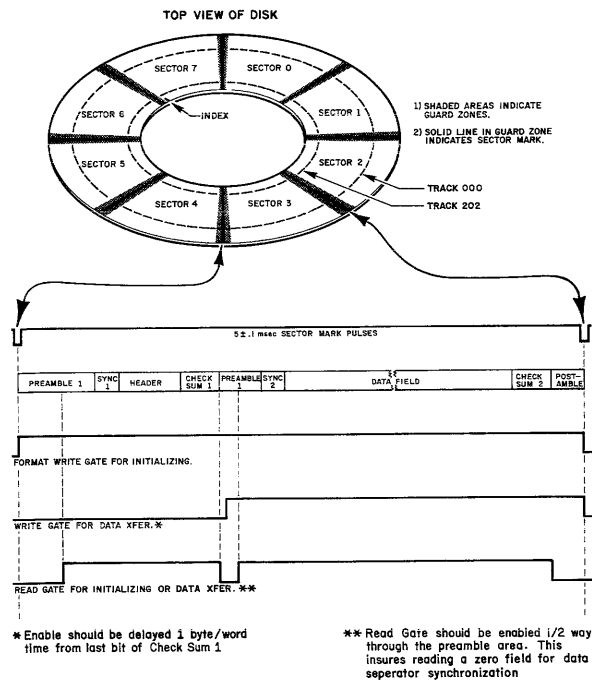 TOP VIEW OF DISK
SECTOR 7
SECTOR 0
SECTOR 6
INDEX
SECTOR 1
1) SHADED AREAS INDICATE
GUARD ZONES.
2) SOLID LINE IN GUARD ZONE
INDICATES SECTOR MARK.
SECTOR 5
SECTOR 2
SECTOR 4
SECTOR 3
TRACK 000
TRACK 202
5±.1 msec SECTOR MARK PULSES
PREAMBLE 1
SYNC
1
HEADER
CHECK
SUM 1
PREAMBLE
1
SYNC
2
DATA FIELD
CHECK
SUM 2
POST-
AMBLE
FORMAT WRITE GATE FOR INITIALIZING.
WRITE GATE FOR DATA XFER.*
READ GATE FOR INITIALIZING OR DATA XFER.**
* Enable should be delayed 1 byte/word
time from last bit of Check Sum 1
** Read Gate should be enabled 1/2 way
through the preamble area. This
insures reading a zero field for data
seperator synchronization